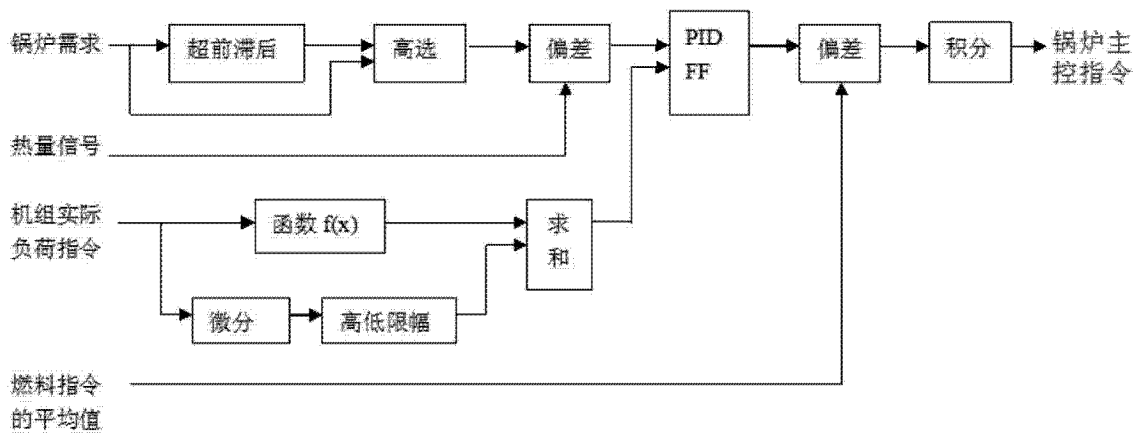 锅炉需求
超前滞后
高选
偏差
PID
FF
偏差
积分
锅炉主
控指令
热量信号
机组实际
负荷指令
函数 f(x)
求
和
微分
高低限幅
燃料指令
的平均值